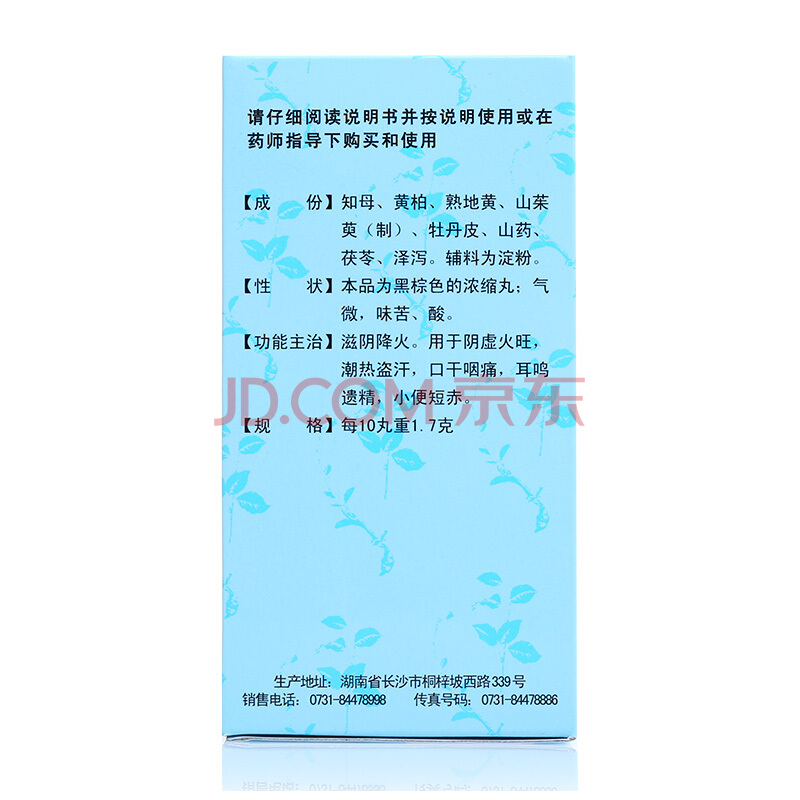 请仔细阅读说明书并按说明使用或在
药师指导下购买和使用
【成　　份】知母、黄柏、熟地黄、山茱
萸（制）、牡丹皮、山药、
茯苓、泽泻。辅料为淀粉。
【性　　状】本品为黑棕色的浓缩丸；气
微，味苦、酸。
【功能主治】滋阴降火。用于阴虚火旺，
潮热盗汗，口干咽痛，耳鸣
遗精，小便短赤。
JD.COM 京东
【规　　格】每10丸重1.7克
生产地址：湖南省长沙市桐梓坡西路339号
销售电话：0731-84478998　　传真号码：0731-84478886